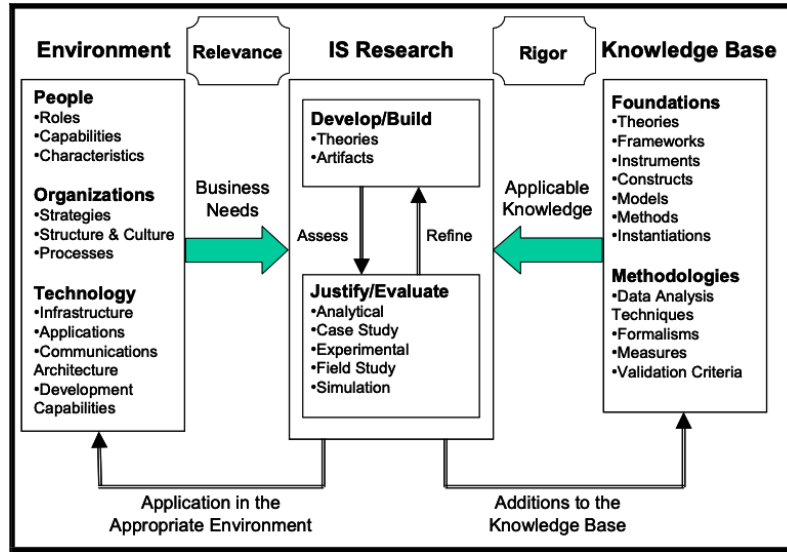 Environment
Relevance
IS Research
Rigor
Knowledge Base
People
•Roles
•Capabilities
•Characteristics
Organizations
•Strategies
•Structure & Culture
•Processes
Technology
•Infrastructure
•Applications
•Communications
Architecture
•Development
Capabilities
Business
Needs
Develop/Build
•Theories
•Artifacts
Assess
Refine
Justify/Evaluate
•Analytical
•Case Study
•Experimental
•Field Study
•Simulation
Applicable
Knowledge
Foundations
•Theories
•Frameworks
•Instruments
•Constructs
•Models
•Methods
•Instantiations
Methodologies
•Data Analysis
Techniques
•Formalisms
•Measures
•Validation Criteria
Application in the
Appropriate Environment
Additions to the
Knowledge Base